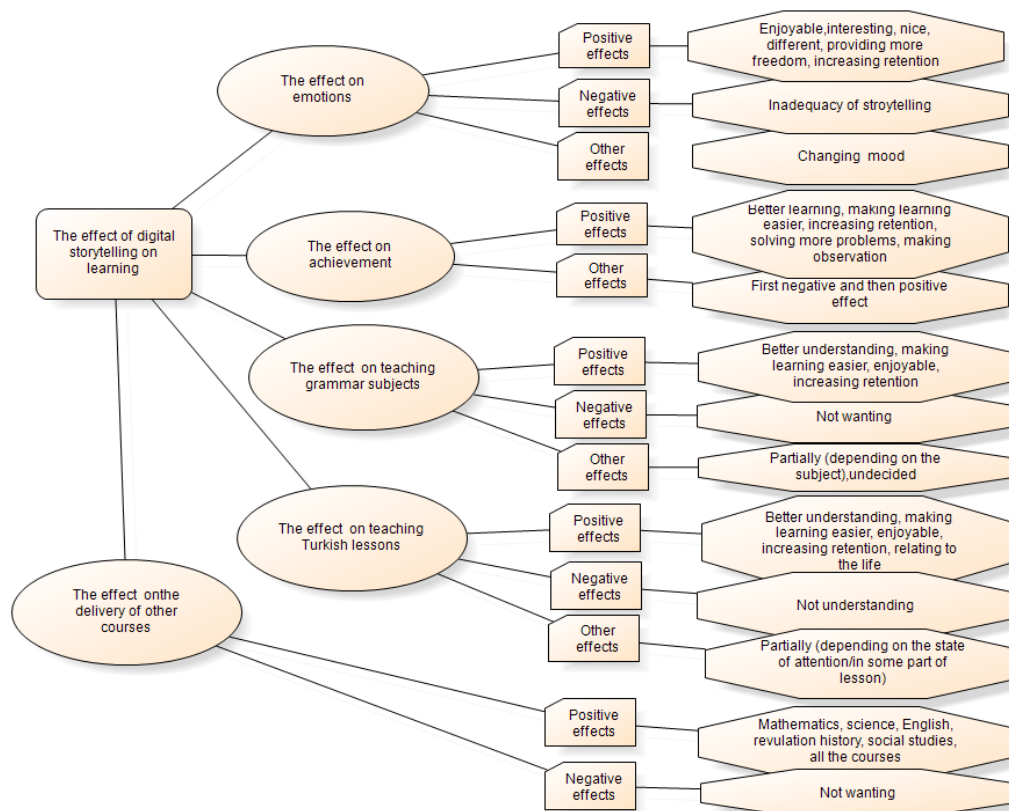 The effect of digital
storytelling on
learning
The effect on
emotions
Positive
effects
Enjoyable,interesting, nice,
different, providing more
freedom, increasing retention
Negative
effects
Inadequacy of stroytelling
Other
effects
Changing mood
The effect on
achievement
Positive
effects
Better learning, making learning
easier, increasing retention,
solving more problems, making
observation
Other
effects
First negative and then positive
effect
The effect on teaching
grammar subjects
Positive
effects
Better understanding, making
learning easier, enjoyable,
increasing retention
Negative
effects
Not wanting
Other
effects
Partially (depending on the
subject),undecided
The effect on teaching
Turkish lessons
Positive
effects
Better understanding, making
learning easier, enjoyable,
increasing retention, relating to
the life
Negative
effects
Not understanding
Other
effects
Partially (depending on the state
of attention/in some part of
lesson)
The effect onthe
delivery of other
courses
Positive
effects
Mathematics, science, English,
revulation history, social studies,
all the courses
Negative
effects
Not wanting